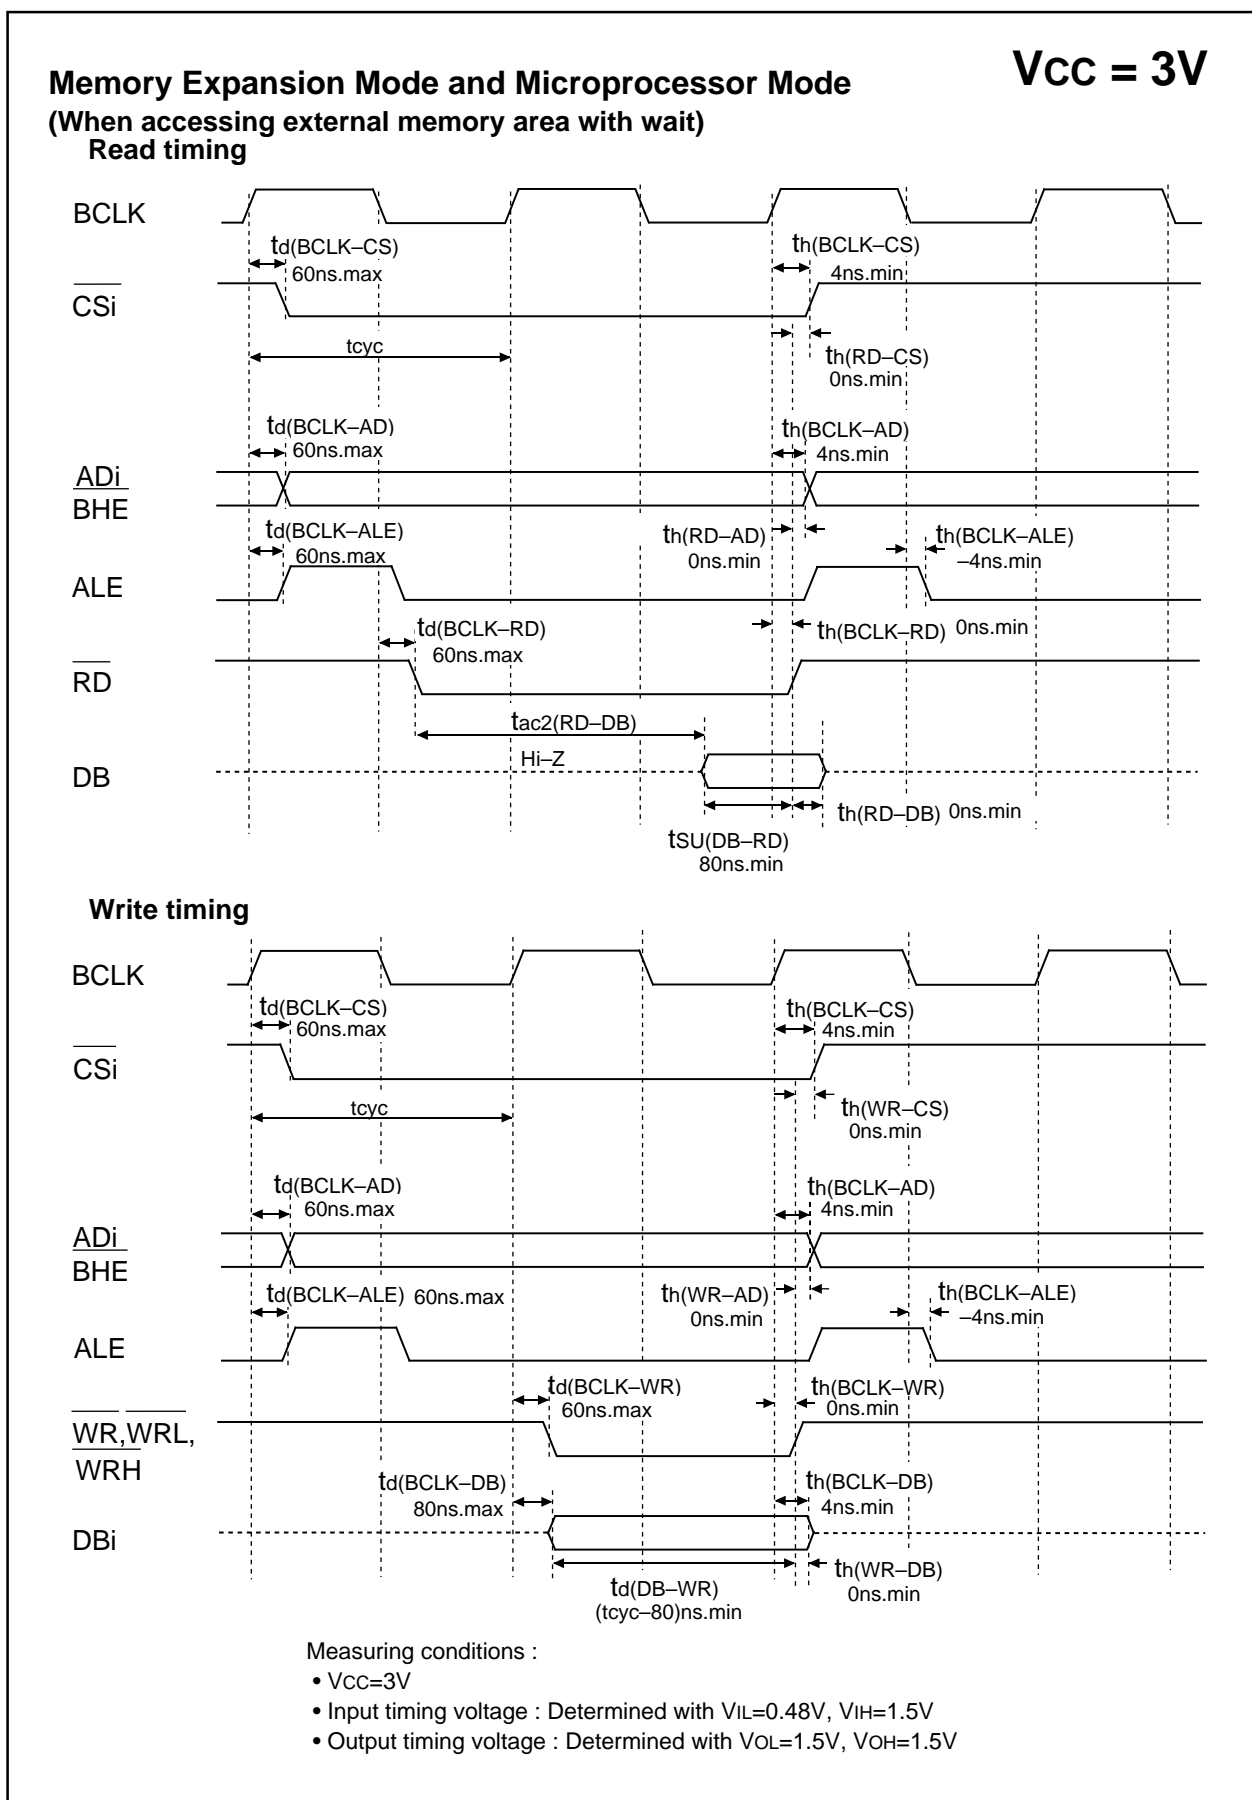 VCC = 3V
Memory Expansion Mode and Microprocessor Mode
(When accessing external memory area with wait)
Read timing
BCLK
td(BCLK–CS)
60ns.max
th(BCLK–CS)
4ns.min
CSi
tcyc
th(RD–CS)
0ns.min
td(BCLK–AD)
60ns.max
th(BCLK–AD)
4ns.min
ADi
BHE
td(BCLK–ALE)
60ns.max
th(RD–AD)
0ns.min
th(BCLK–ALE)
–4ns.min
ALE
td(BCLK–RD)
60ns.max
th(BCLK–RD) 0ns.min
RD
tac2(RD–DB)
Hi–Z
DB
th(RD–DB) 0ns.min
tSU(DB–RD)
80ns.min
Write timing
BCLK
td(BCLK–CS)
60ns.max
th(BCLK–CS)
4ns.min
CSi
tcyc
th(WR–CS)
0ns.min
td(BCLK–AD)
60ns.max
th(BCLK–AD)
4ns.min
ADi
BHE
td(BCLK–ALE) 60ns.max
th(WR–AD)
0ns.min
th(BCLK–ALE)
–4ns.min
ALE
td(BCLK–WR)
60ns.max
th(BCLK–WR)
0ns.min
WR,WRL,
WRH
td(BCLK–DB)
80ns.max
th(BCLK–DB)
4ns.min
DBi
td(DB–WR)
(tcyc–80)ns.min
th(WR–DB)
0ns.min
Measuring conditions :
• VCC=3V
• Input timing voltage : Determined with VIL=0.48V, VIH=1.5V
• Output timing voltage : Determined with VOL=1.5V, VOH=1.5V